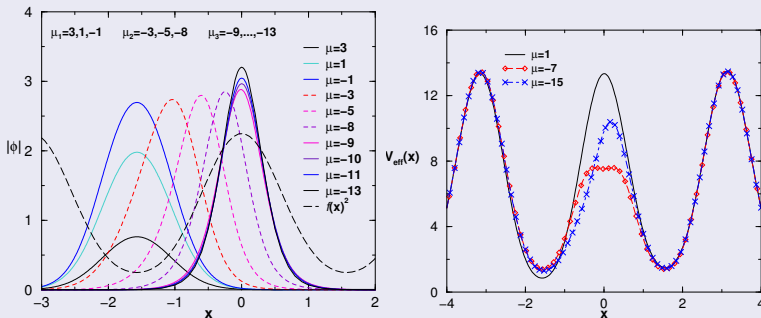 μ₁=3,1,−1 μ₂=−3,−5,−8 μ₃=−9,...,−13
4
3
2
1
0
|ϕ|
μ=3
μ=1
μ=−1
μ=−3
μ=−5
μ=−8
μ=−9
μ=−10
μ=−11
μ=−13
f(x)²
−3 −2 −1 0 1 2
x
16
12
8
4
0
V_eff(x)
μ=1
μ=−7
μ=−15
−4 −2 0 2 4
x